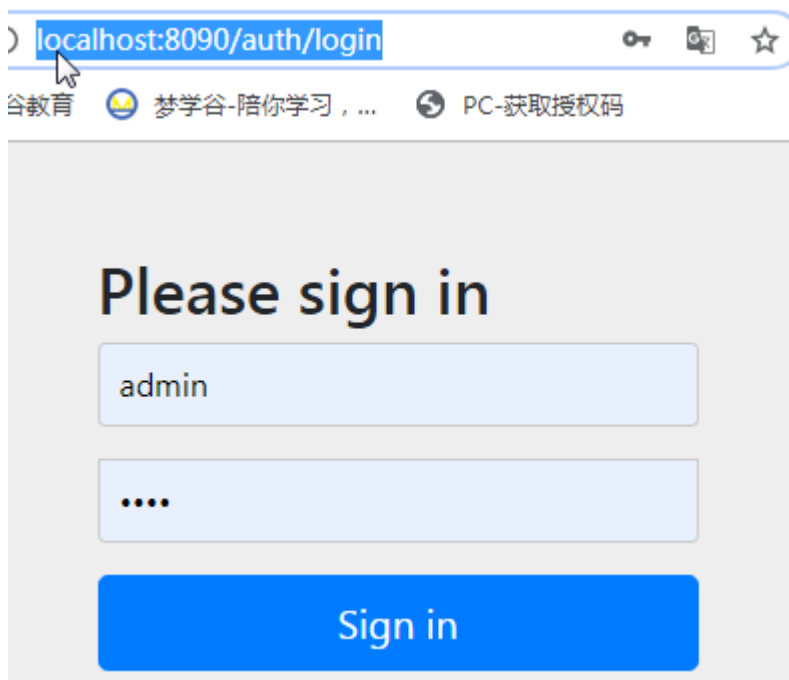 localhost:8090/auth/login
谷教育 梦学谷-陪你学习，... PC-获取授权码
Please sign in
admin
••••
Sign in